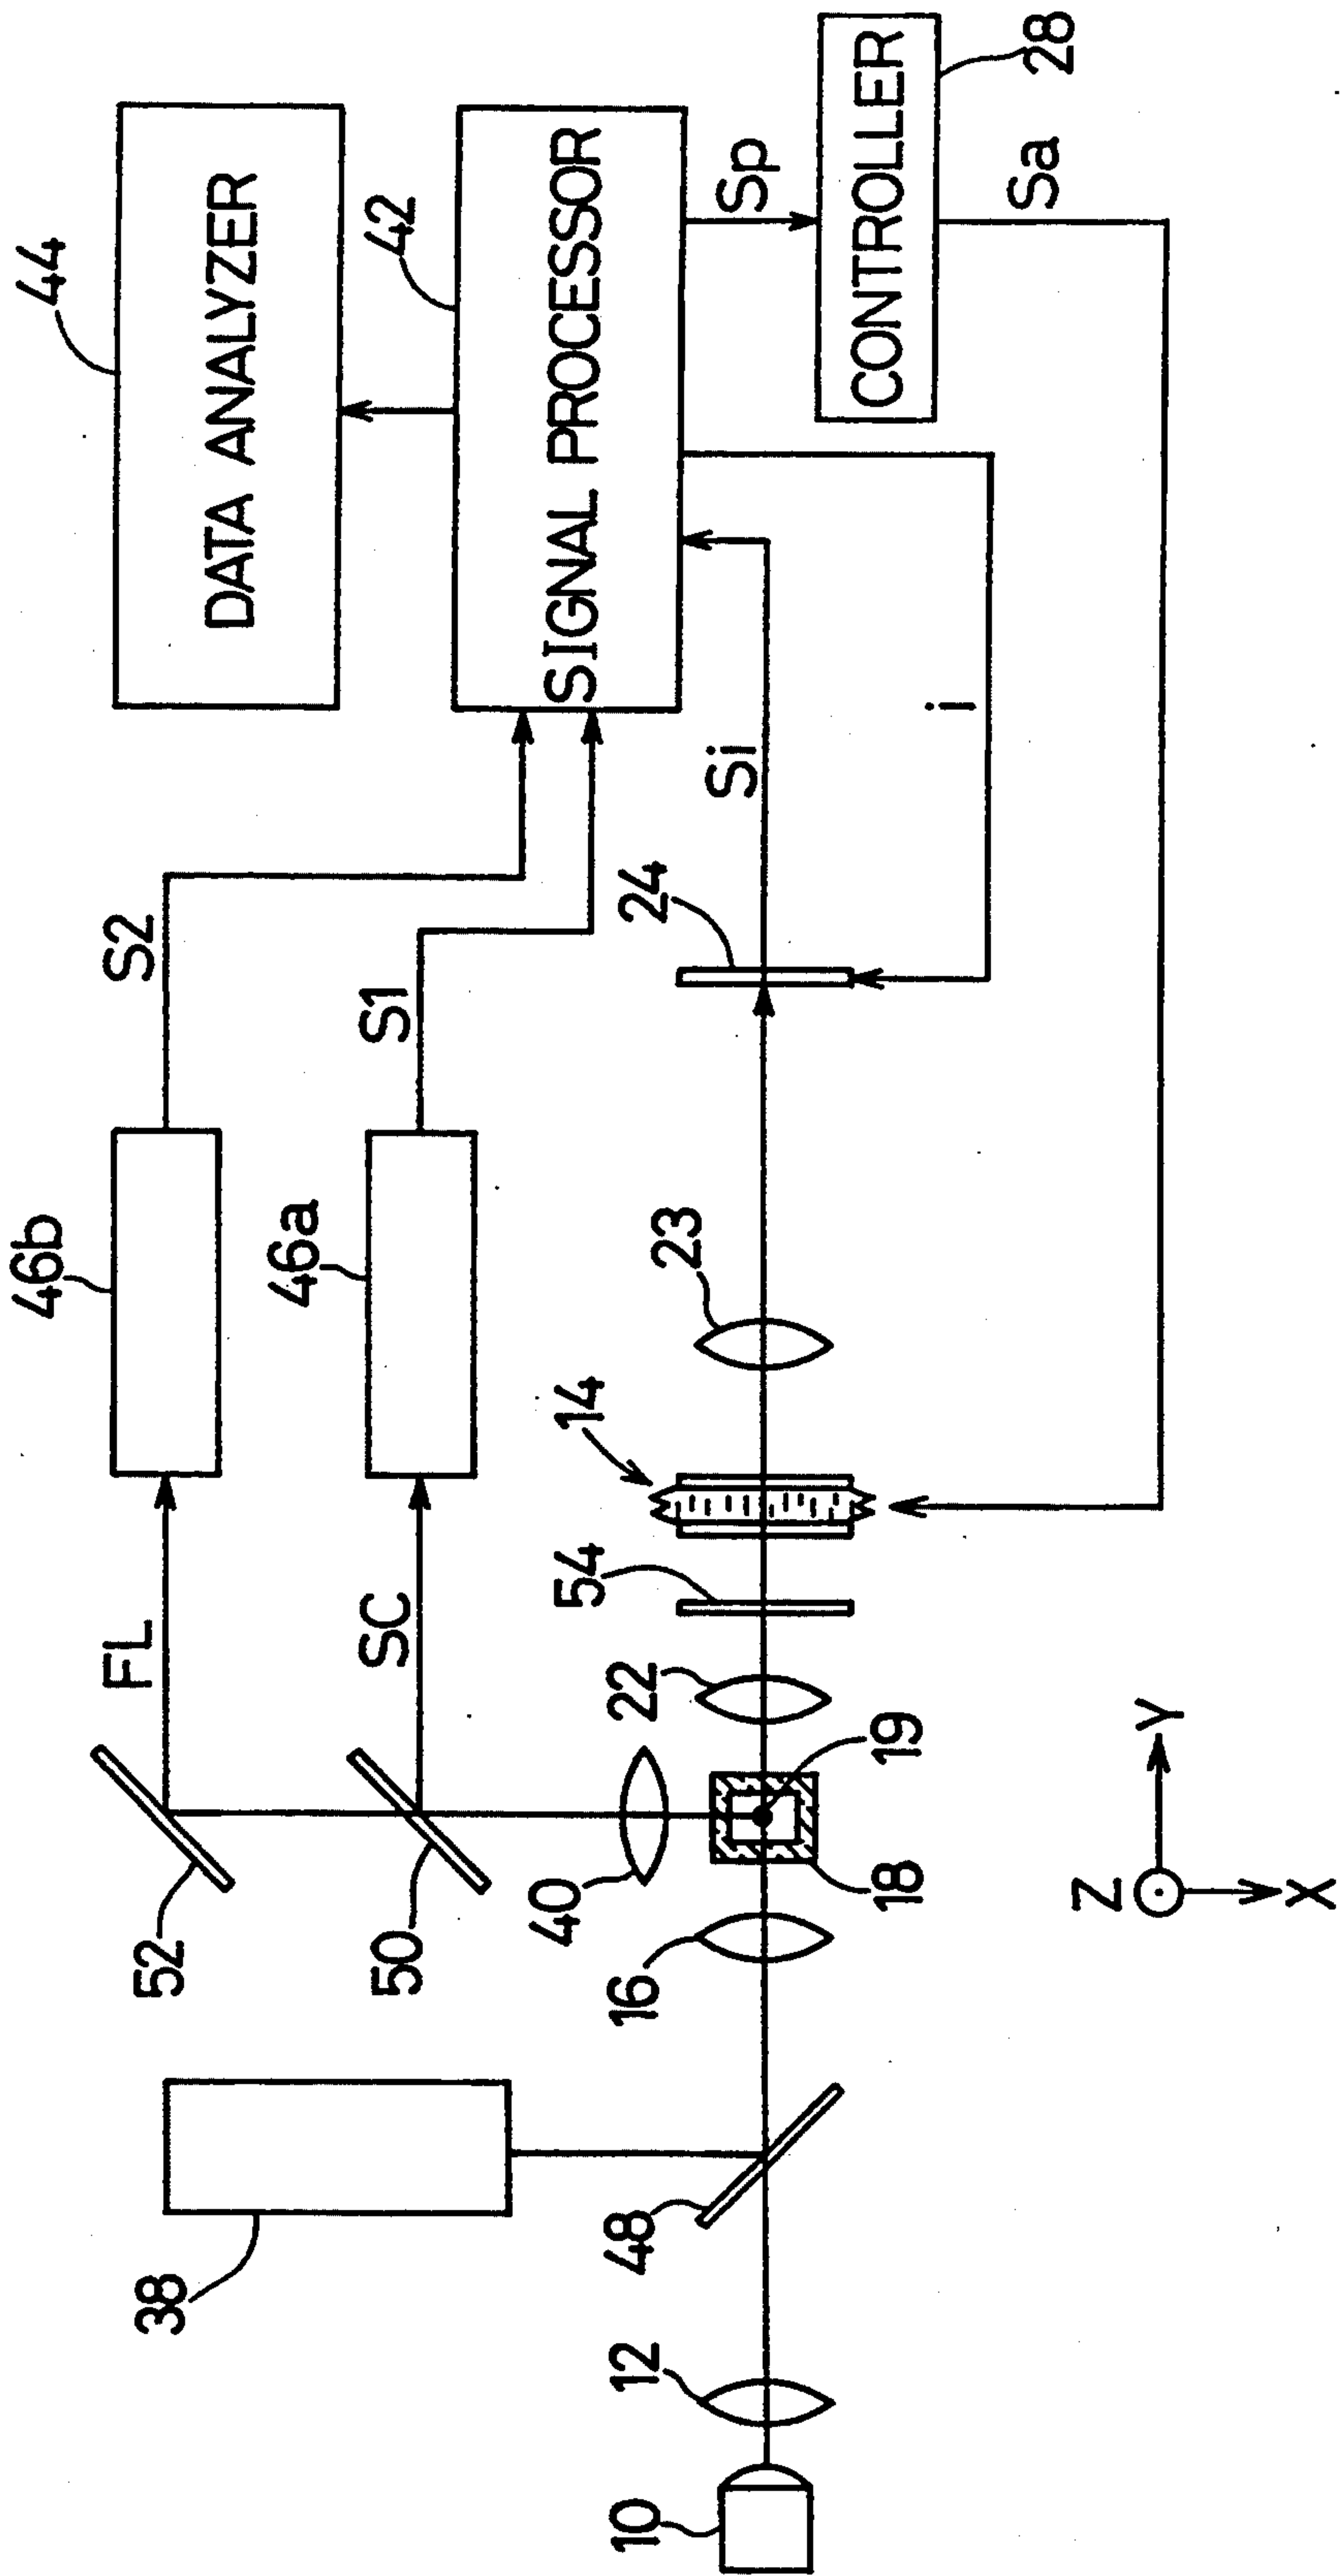 44
DATA ANALYZER
42
SIGNAL PROCESSOR
Sp
CONTROLLER
28
Sa
S2
S1
Si
i
24
46b
46a
23
14
FL
SC
54
22
19
52
50
40
18
16
38
48
12
10
Z
Y
X